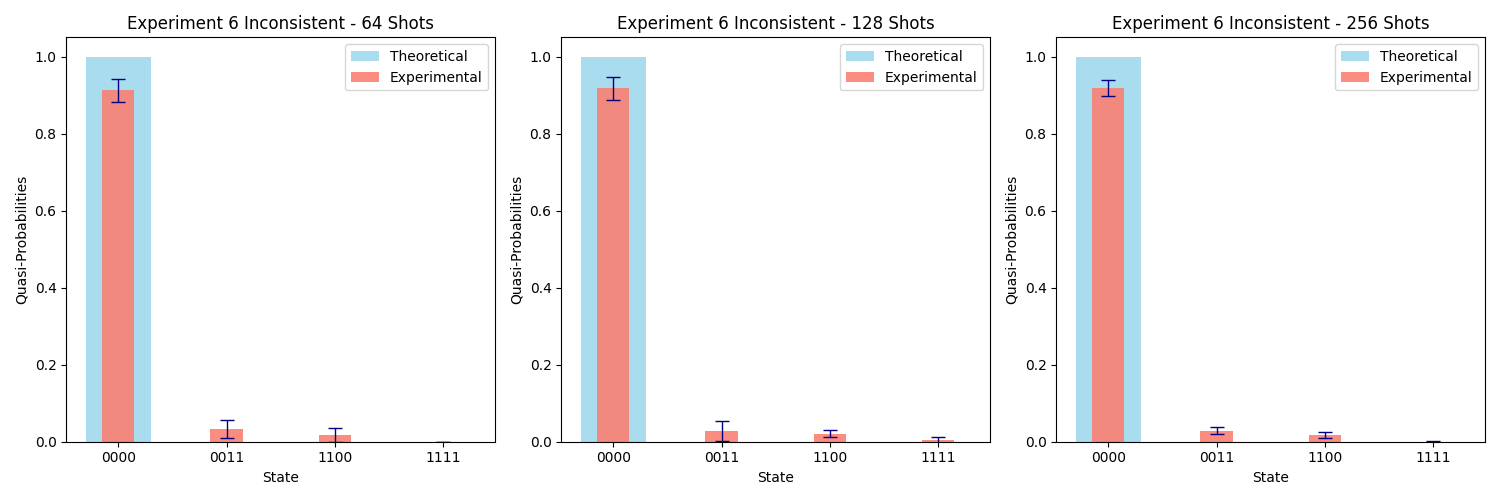 Experiment 6 Inconsistent - 64 Shots
Quasi-Probabilities
1.0
0.8
0.6
0.4
0.2
0.0
Theoretical
Experimental
0000
0011
1100
1111
State
Experiment 6 Inconsistent - 128 Shots
Quasi-Probabilities
1.0
0.8
0.6
0.4
0.2
0.0
Theoretical
Experimental
0000
0011
1100
1111
State
Experiment 6 Inconsistent - 256 Shots
Quasi-Probabilities
1.0
0.8
0.6
0.4
0.2
0.0
Theoretical
Experimental
0000
0011
1100
1111
State